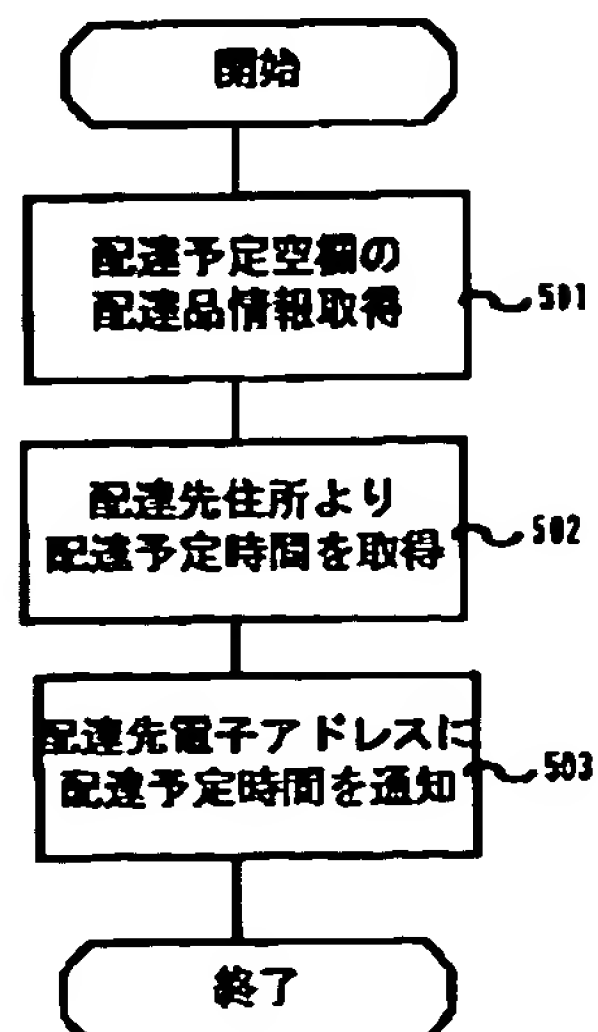 開始
配達予定空欄の
配達品情報取得
501
配達先住所より
配達予定時間を取得
502
配達先電子アドレスに
配達予定時間を通知
503
終了